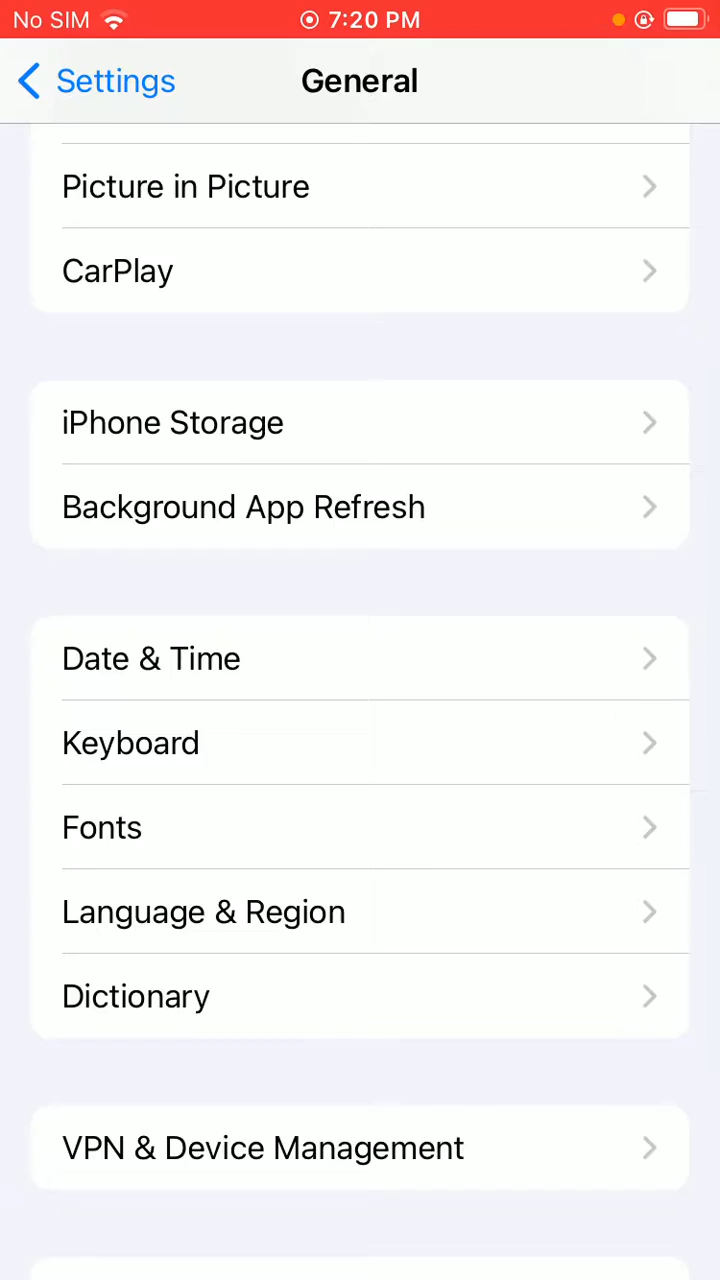 No SIM 7:20 PM
Settings General
Picture in Picture
CarPlay
iPhone Storage
Background App Refresh
Date & Time
Keyboard
Fonts
Language & Region
Dictionary
VPN & Device Management